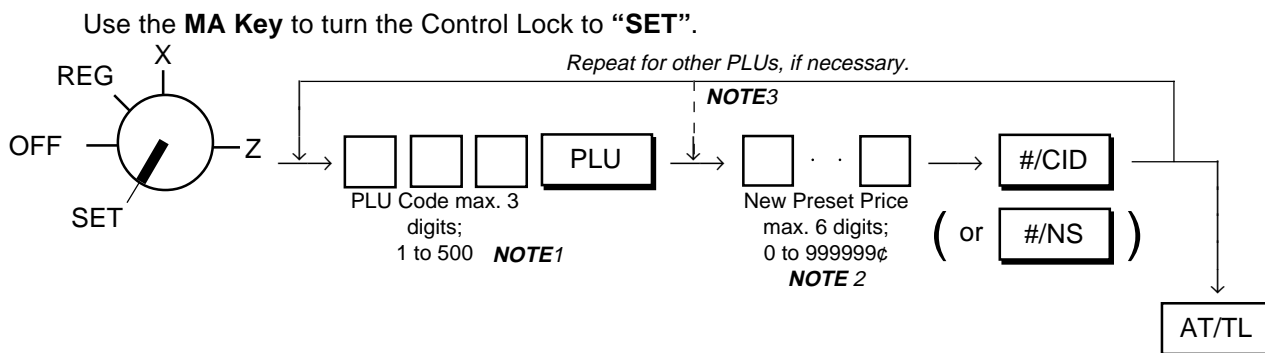 Use the MA Key to turn the Control Lock to “SET”.
X
REG
OFF
Z
SET
Repeat for other PLUs, if necessary.
NOTE3
PLU
PLU Code max. 3
digits;
1 to 500 NOTE1
. .
New Preset Price
max. 6 digits;
0 to 999999¢
NOTE 2
#/CID
( or #/NS )
AT/TL